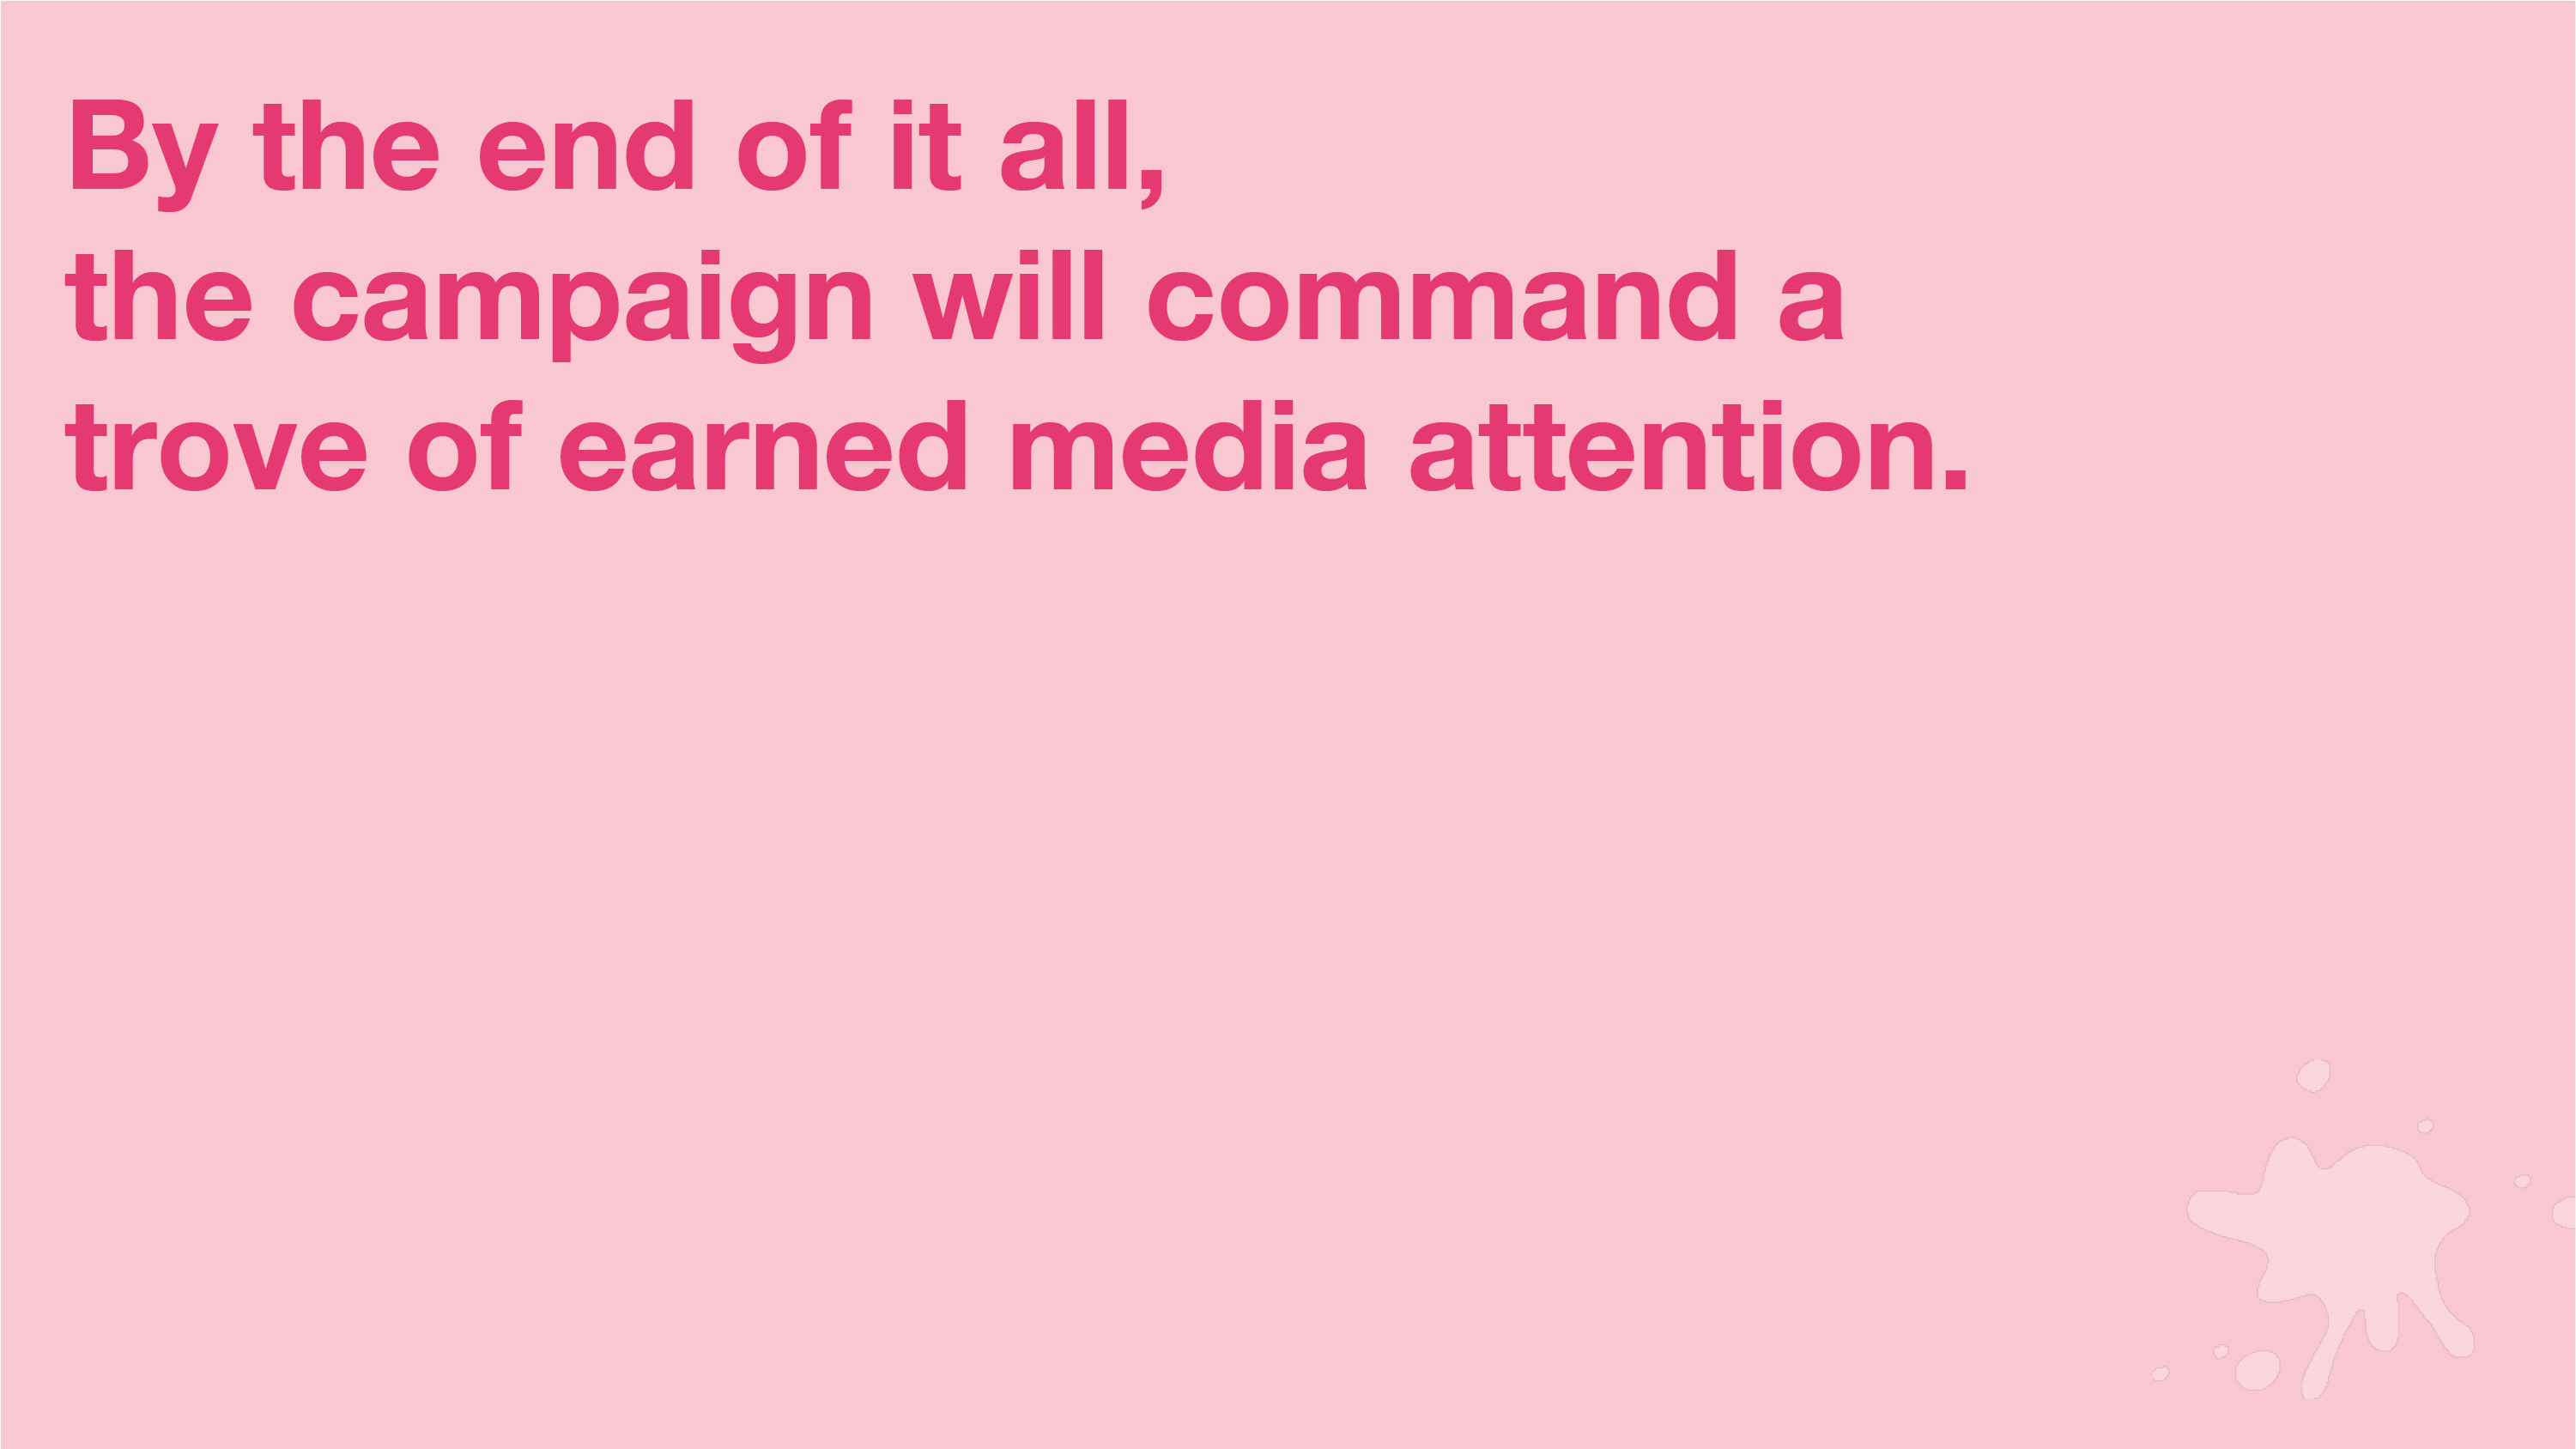 By the end of it all,
the campaign will command a
trove of earned media attention.